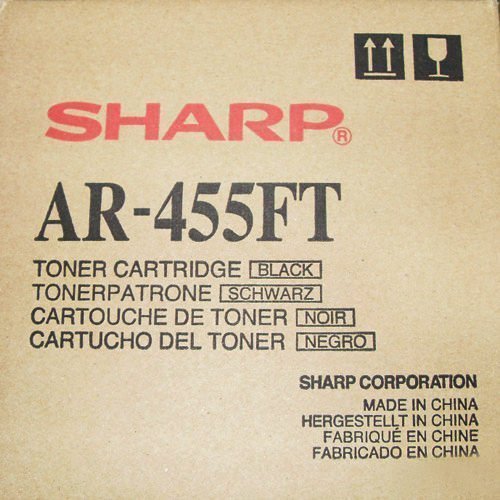 SHARP®
AR-455FT
TONER CARTRIDGE BLACK
TONERPATRONE SCHWARZ
CARTOUCHE DE TONER NOIR
CARTUCHO DEL TONER NEGRO
SHARP CORPORATION
MADE IN CHINA
HERGESTELLT IN CHINA
FABRIQUÉ EN CHINE
FABRICADO EN CHINA